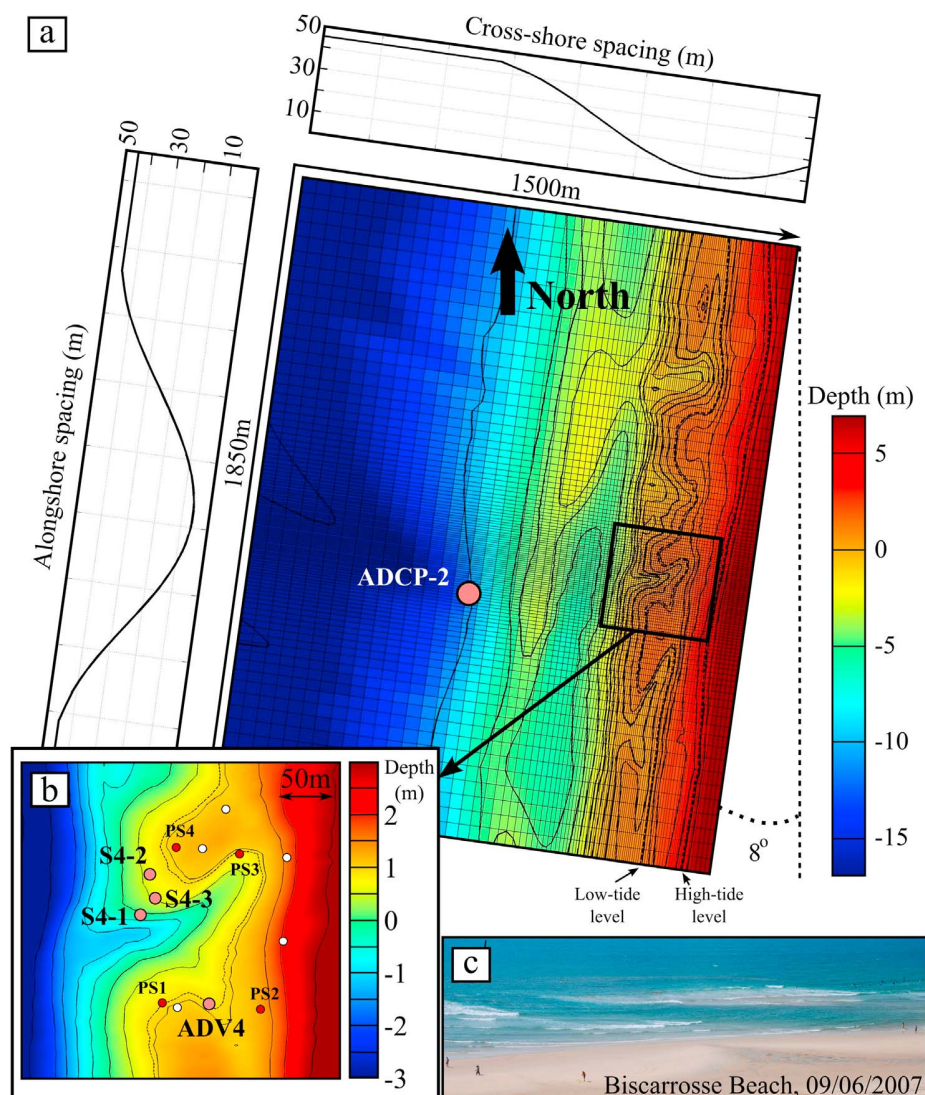 a
Cross-shore spacing (m)
50
30
10
50
30
10
Alongshore spacing (m)
1500m
1850m
North
ADCP-2
Depth (m)
5
0
-5
-10
-15
8o
Low-tide
level
High-tide
level
b
50m
Depth
(m)
2
1
0
-1
-2
-3
PS4
PS3
S4-2
S4-3
S4-1
PS1
PS2
ADV4
c
Biscarrosse Beach, 09/06/2007